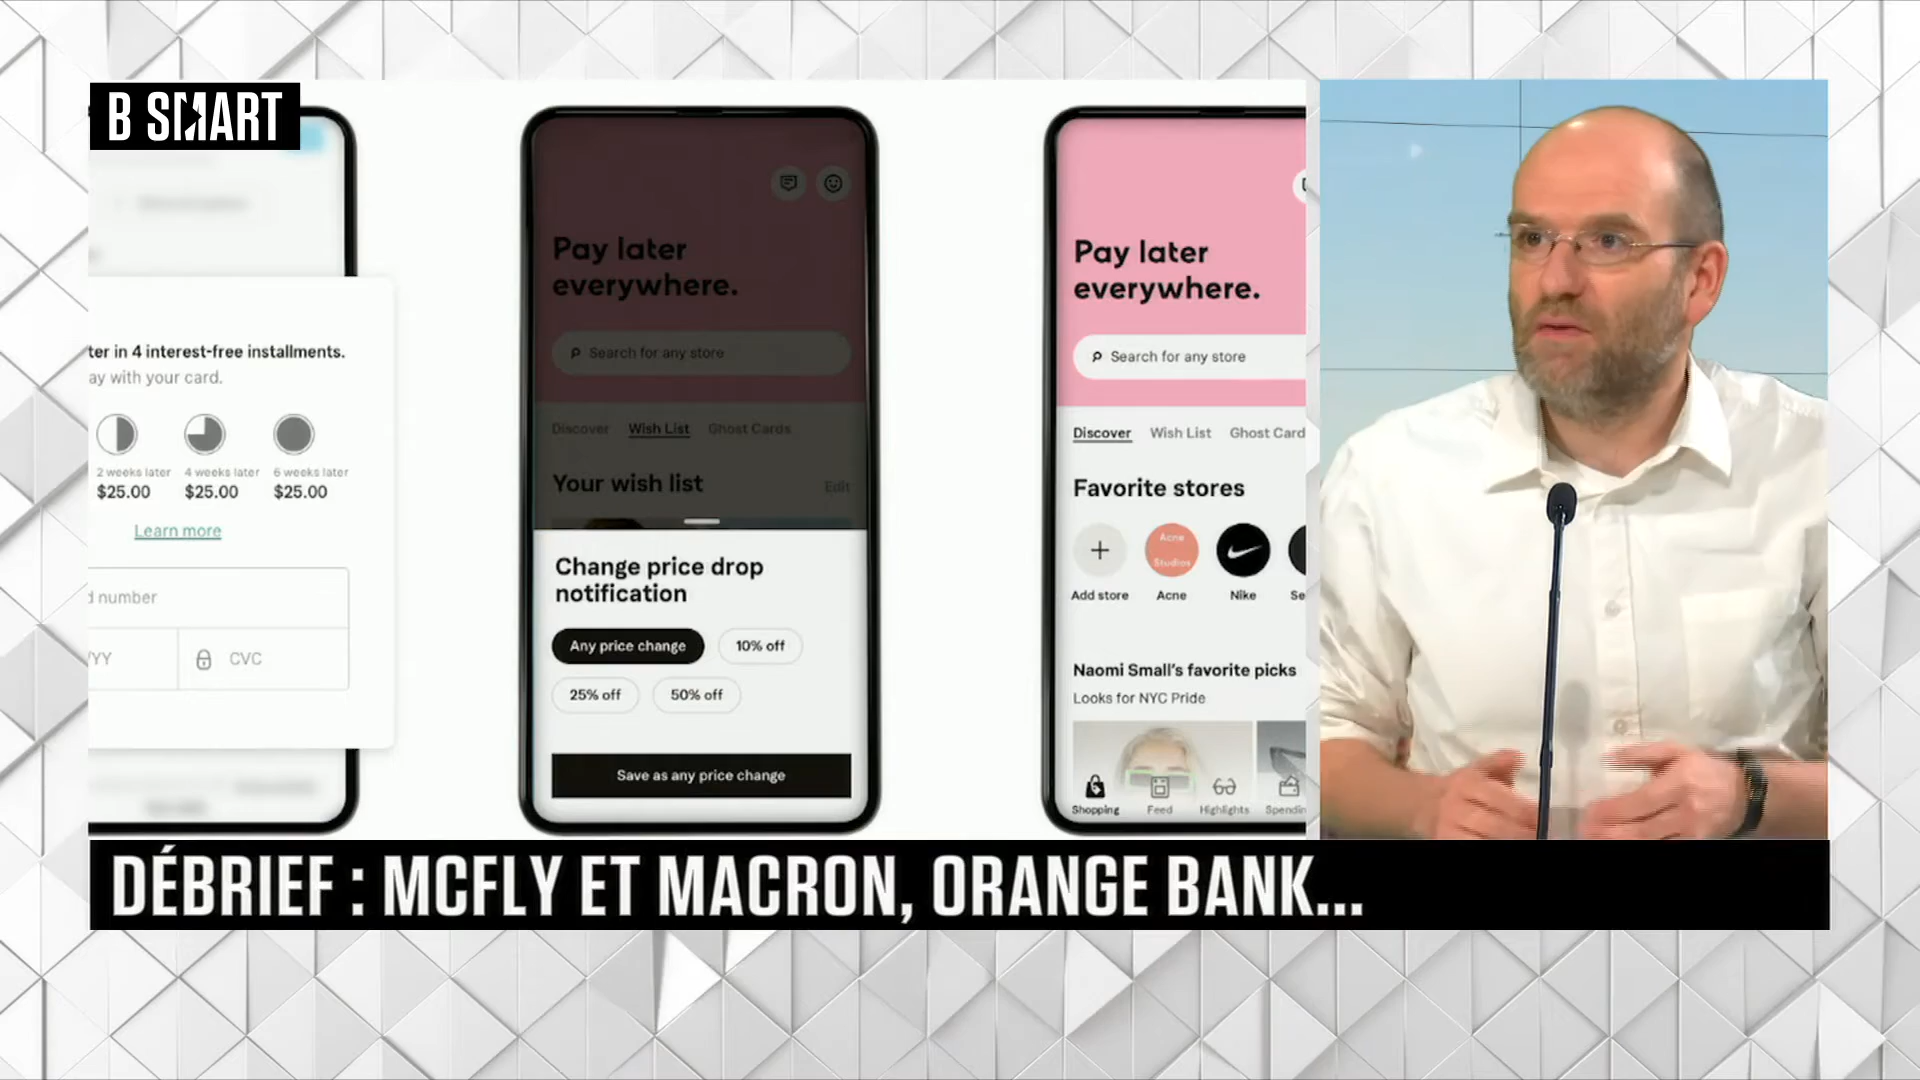 B SMART
ter in 4 interest-free installments.
ay with your card.
2 weeks later
4 weeks later
6 weeks later
$25.00
$25.00
$25.00
Learn more
d number
/YY
CVC
Pay later
everywhere.
Search for any store
Discover
Wish List
Ghost Cards
Your wish list
Edit
Change price drop
notification
Any price change
10% off
25% off
50% off
Save as any price change
Pay later
everywhere.
Search for any store
Discover
Wish List
Ghost Card
Favorite stores
Acne
Studios
Add store
Acne
Nike
Se
Naomi Small's favorite picks
Looks for NYC Pride
Shopping
Feed
Highlights
Spendin
DÉBRIEF : MCFLY ET MACRON, ORANGE BANK...